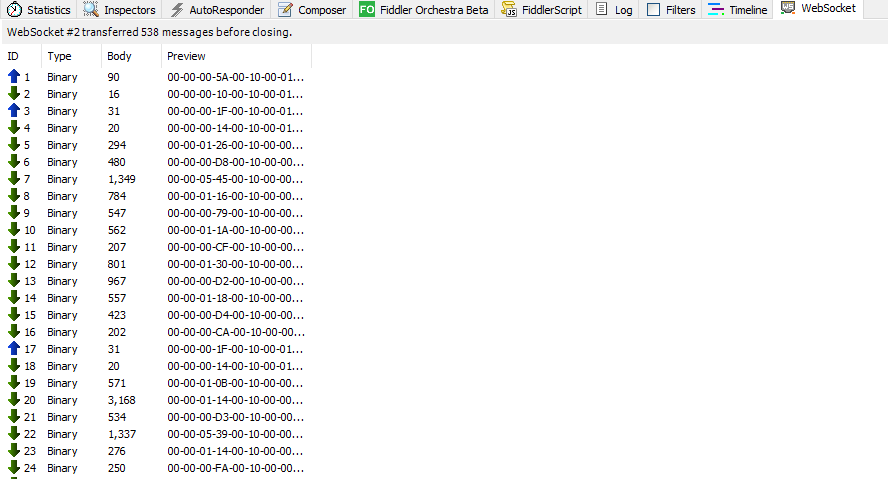 Statistics Inspectors AutoResponder Composer FO Fiddler Orchestra Beta JS FiddlerScript Log Filters Timeline WS WebSocket
WebSocket #2 transferred 538 messages before closing.
ID Type Body Preview
1 Binary 90 00-00-00-5A-00-10-00-01...
2 Binary 16 00-00-00-10-00-10-00-01...
3 Binary 31 00-00-00-1F-00-10-00-01...
4 Binary 20 00-00-00-14-00-10-00-01...
5 Binary 294 00-00-01-26-00-10-00-00...
6 Binary 480 00-00-00-D8-00-10-00-00...
7 Binary 1,349 00-00-05-45-00-10-00-00...
8 Binary 784 00-00-01-16-00-10-00-00...
9 Binary 547 00-00-00-79-00-10-00-00...
10 Binary 562 00-00-01-1A-00-10-00-00...
11 Binary 207 00-00-00-CF-00-10-00-00...
12 Binary 801 00-00-01-30-00-10-00-00...
13 Binary 967 00-00-00-D2-00-10-00-00...
14 Binary 557 00-00-01-18-00-10-00-00...
15 Binary 423 00-00-00-D4-00-10-00-00...
16 Binary 202 00-00-00-CA-00-10-00-00...
17 Binary 31 00-00-00-1F-00-10-00-01...
18 Binary 20 00-00-00-14-00-10-00-01...
19 Binary 571 00-00-01-0B-00-10-00-00...
20 Binary 3,168 00-00-01-14-00-10-00-00...
21 Binary 534 00-00-00-D3-00-10-00-00...
22 Binary 1,337 00-00-05-39-00-10-00-00...
23 Binary 276 00-00-01-14-00-10-00-00...
24 Binary 250 00-00-00-FA-00-10-00-00...